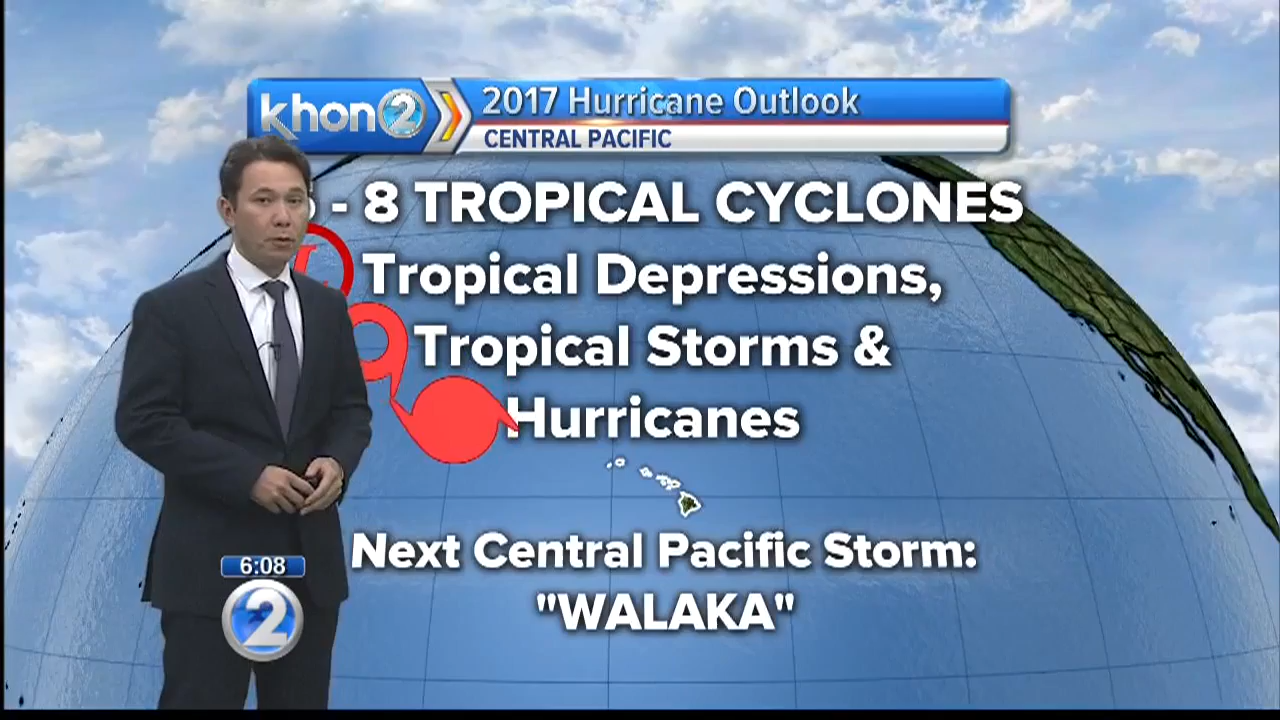 khon2
2017 Hurricane Outlook
CENTRAL PACIFIC
- 8 TROPICAL CYCLONES
Tropical Depressions,
Tropical Storms &
Hurricanes
Next Central Pacific Storm:
"WALAKA"
6:08
2